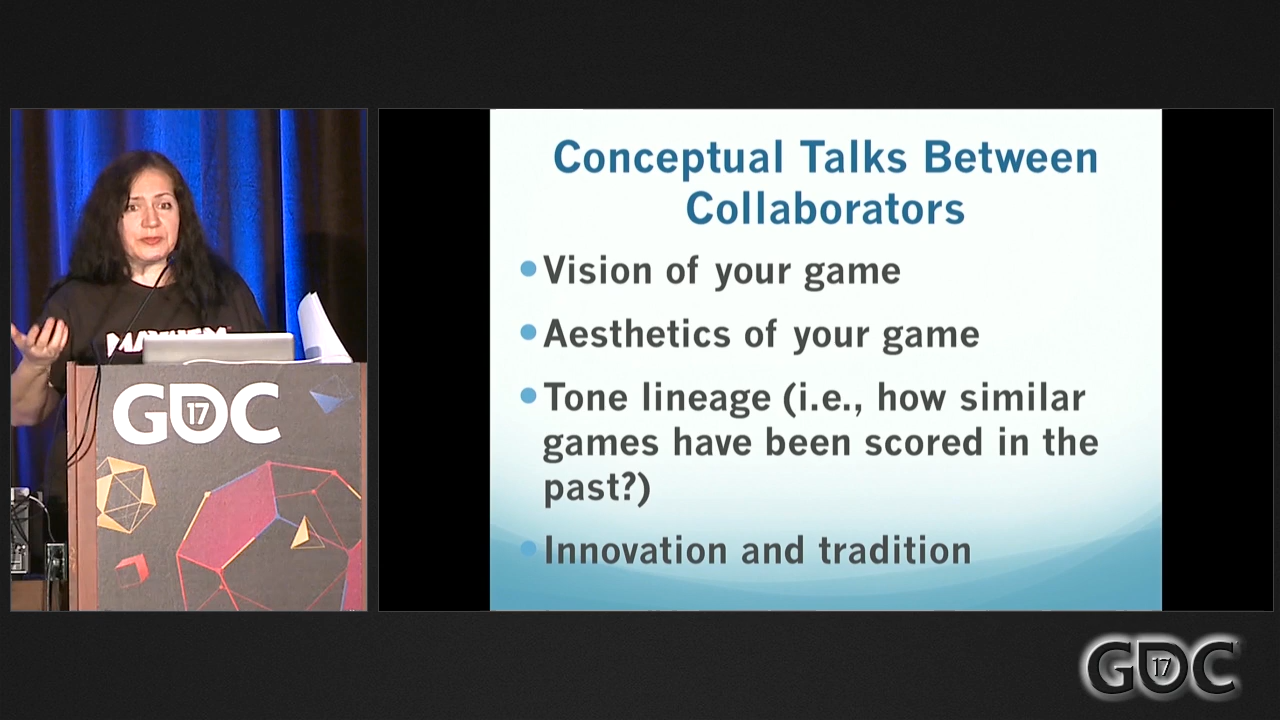 MAYHEM
GDC
17
Conceptual Talks Between
Collaborators
Vision of your game
Aesthetics of your game
Tone lineage (i.e., how similar
games have been scored in the
past?)
Innovation and tradition
GDC
17